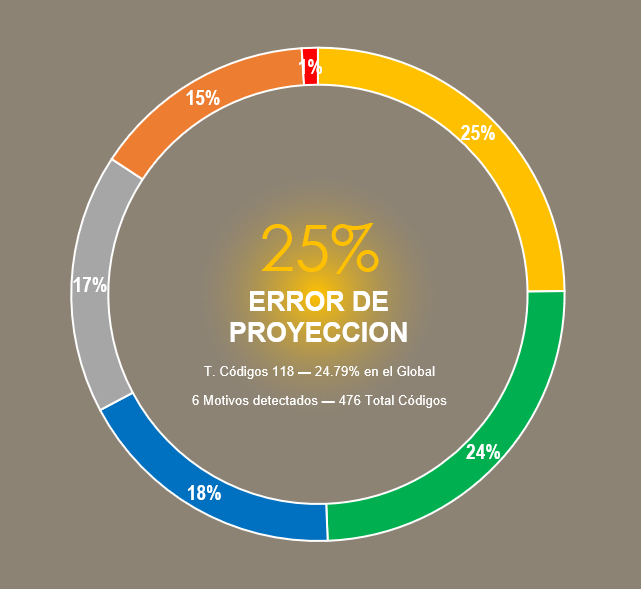 1%
15%
25%
17%
25%
ERROR DE
PROYECCION
T. Códigos 118 — 24.79% en el Global
6 Motivos detectados — 476 Total Códigos
24%
18%